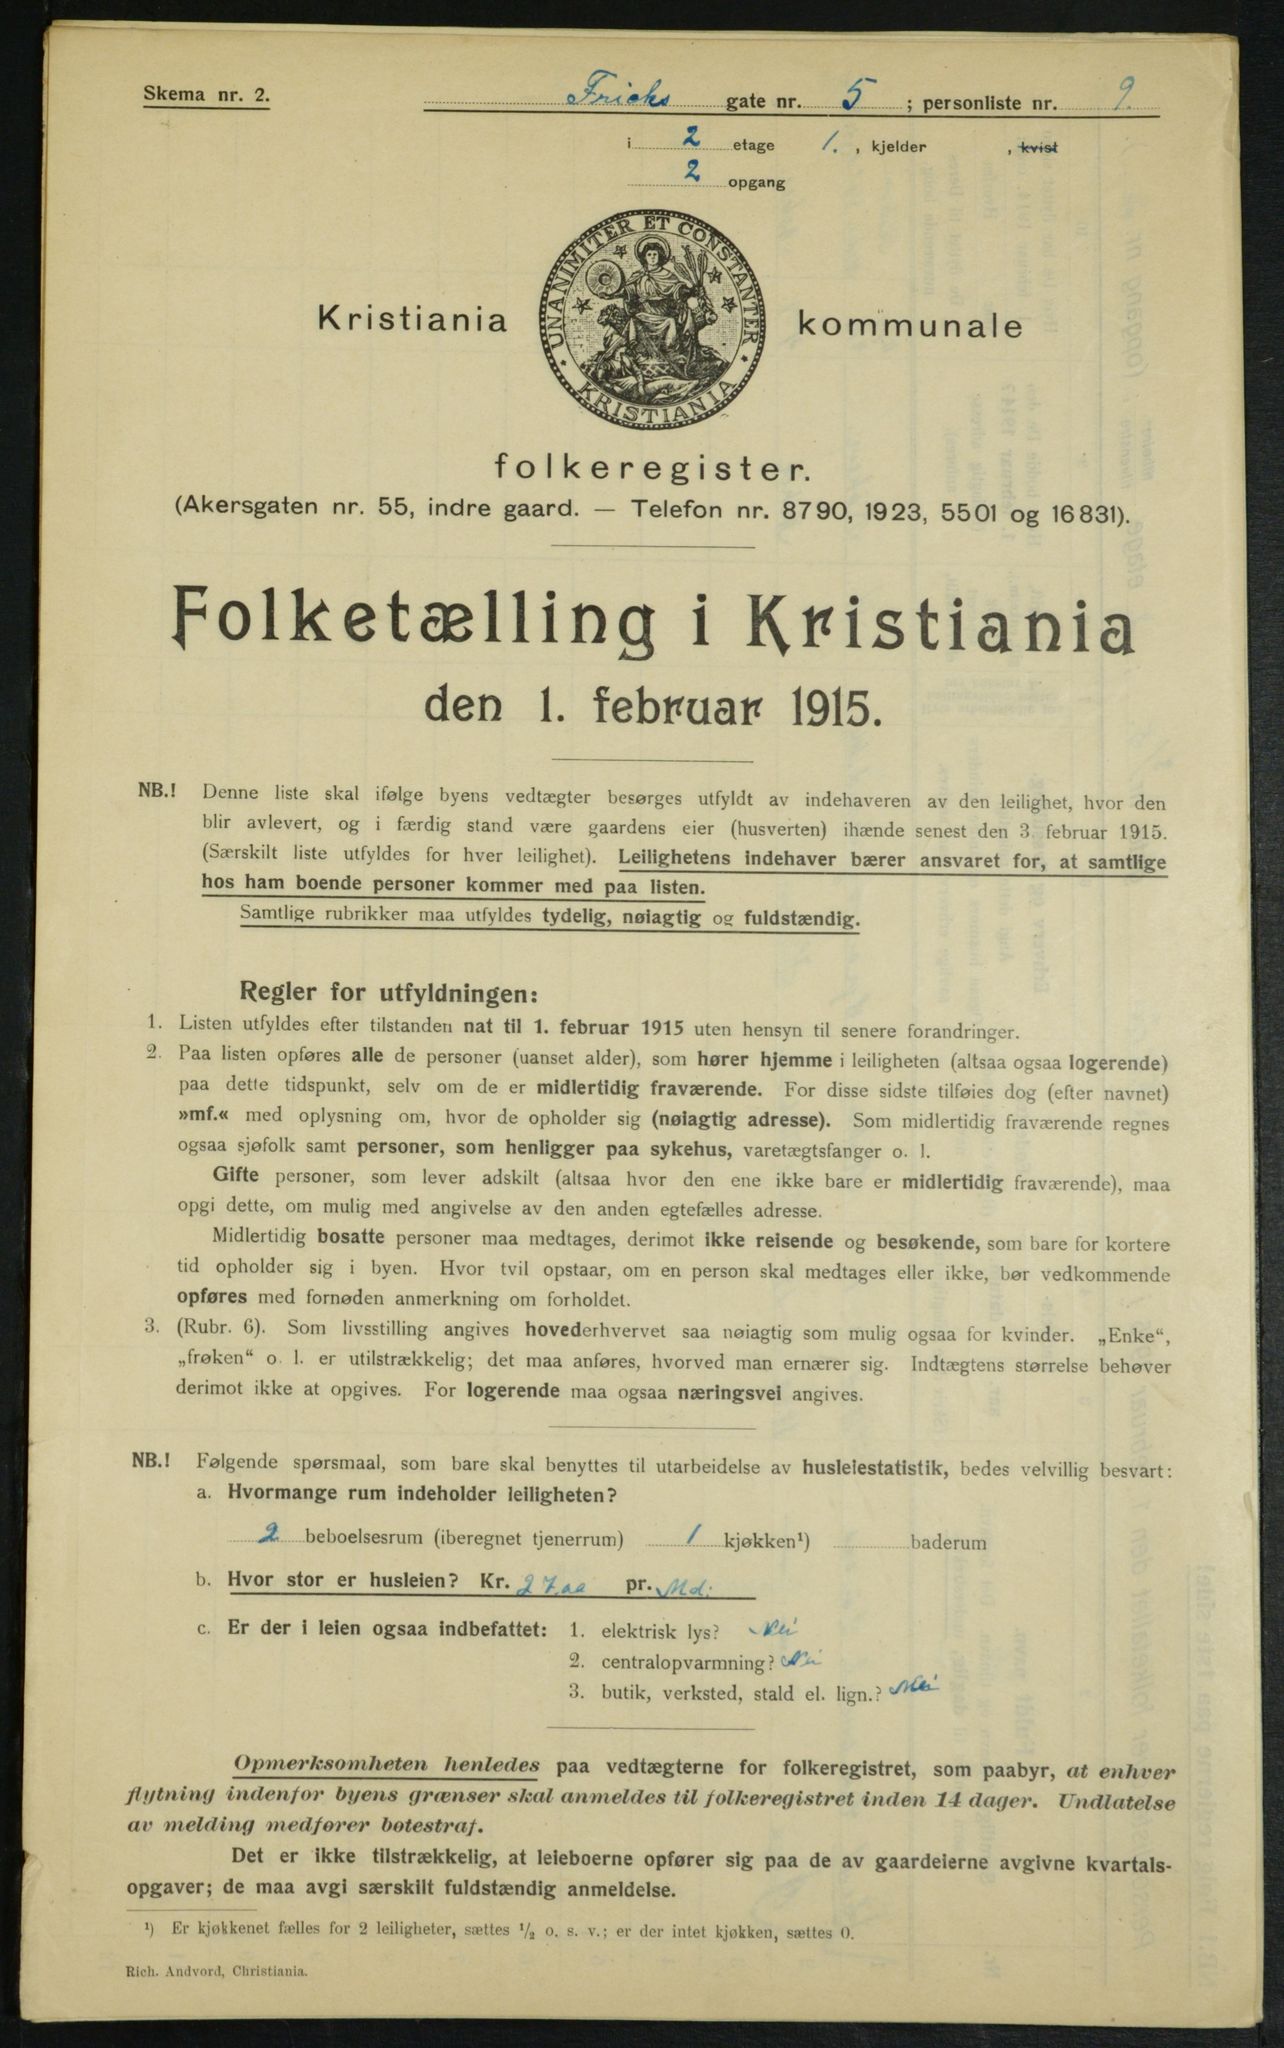 Skema nr. 2.
Fricks gate nr. 5 ; personliste nr. 9.
i 2 etage 1. , kjelder , kvist
2 opgang
UNANIMITER ET CONSTANTER
KRISTIANIA
Kristiania kommunale
folkeregister.
(Akersgaten nr. 55, indre gaard. — Telefon nr. 8790, 1923, 5501 og 16831).
Folketælling i Kristiania
den 1. februar 1915.
NB.! Denne liste skal ifølge byens vedtægter besørges utfyldt av indehaveren av den leilighet, hvor den
blir avlevert, og i færdig stand være gaardens eier (husverten) ihænde senest den 3. februar 1915.
(Særskilt liste utfyldes for hver leilighet). Leilighetens indehaver bærer ansvaret for, at samtlige
hos ham boende personer kommer med paa listen.
Samtlige rubrikker maa utfyldes tydelig, nøiagtig og fuldstændig.
Regler for utfyldningen:
1. Listen utfyldes efter tilstanden nat til 1. februar 1915 uten hensyn til senere forandringer.
2. Paa listen opføres alle de personer (uanset alder), som hører hjemme i leiligheten (altsaa ogsaa logerende)
paa dette tidspunkt, selv om de er midlertidig fraværende. For disse sidste tilføies dog (efter navnet)
»mf.« med oplysning om, hvor de opholder sig (nøiagtig adresse). Som midlertidig fraværende regnes
ogsaa sjøfolk samt personer, som henligger paa sykehus, varetægtsfanger o. l.
Gifte personer, som lever adskilt (altsaa hvor den ene ikke bare er midlertidig fraværende), maa
opgi dette, om mulig med angivelse av den anden egtefælles adresse.
Midlertidig bosatte personer maa medtages, derimot ikke reisende og besøkende, som bare for kortere
tid opholder sig i byen. Hvor tvil opstaar, om en person skal medtages eller ikke, bør vedkommende
opføres med fornøden anmerkning om forholdet.
3. (Rubr. 6). Som livsstilling angives hovederhvervet saa nøiagtig som mulig ogsaa for kvinder. „Enke“,
„frøken“ o. l. er utilstrækkelig; det maa anføres, hvorved man ernærer sig. Indtægtens størrelse behøver
derimot ikke at opgives. For logerende maa ogsaa næringsvei angives.
NB.! Følgende spørsmaal, som bare skal benyttes til utarbeidelse av husleiestatistik, bedes velvillig besvart:
a. Hvormange rum indeholder leiligheten?
2 beboelsesrum (iberegnet tjenerrum) 1 kjøkken¹) baderum
b. Hvor stor er husleien? Kr. 27.00 pr. Md.
c. Er der i leien ogsaa indbefattet: 1. elektrisk lys? Nei
2. centralopvarmning? Nei
3. butik, verksted, stald el. lign.? Nei
Opmerksomheten henledes paa vedtægterne for folkeregistret, som paabyr, at enhver
flytning indenfor byens grænser skal anmeldes til folkeregistret inden 14 dager. Undlatelse
av melding medfører bøtestraf.
Det er ikke tilstrækkelig, at leieboerne opfører sig paa de av gaardeierne avgivne kvartals-
opgaver; de maa avgi særskilt fuldstændig anmeldelse.
¹) Er kjøkkenet fælles for 2 leiligheter, sættes ½ o. s. v.; er der intet kjøkken, sættes 0.
Rich. Andvord, Christiania.